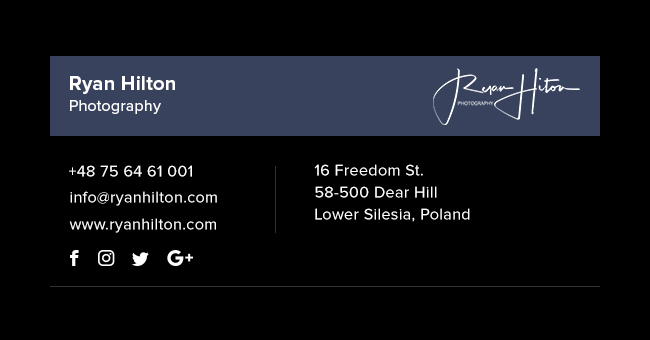 Ryan Hilton
Photography
Ryan Hiton
PHOTOGRAPHY
+48 75 64 61 001
info@ryanhilton.com
www.ryanhilton.com
16 Freedom St.
58-500 Dear Hill
Lower Silesia, Poland